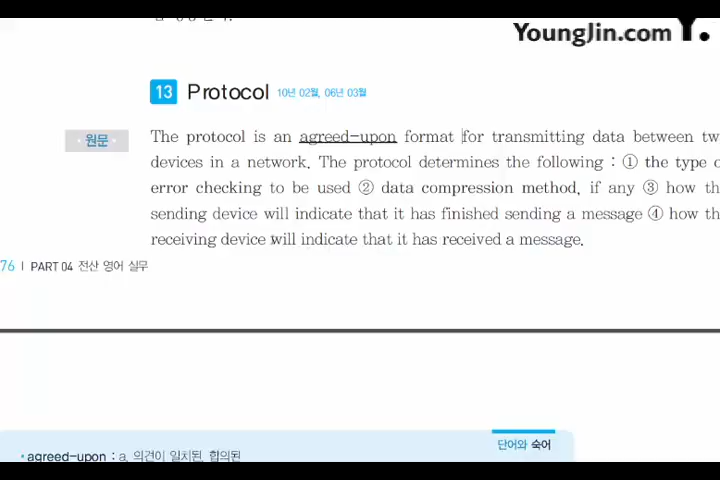 YoungJin.com Y.
13 Protocol 10년 02월, 06년 03월
원문
The protocol is an agreed-upon format for transmitting data between tw
devices in a network. The protocol determines the following : ① the type o
error checking to be used ② data compression method, if any ③ how th
sending device will indicate that it has finished sending a message ④ how th
receiving device will indicate that it has received a message.
76 | PART 04 전산 영어 실무
단어와 숙어
• agreed-upon : a. 의견이 일치된, 합의된